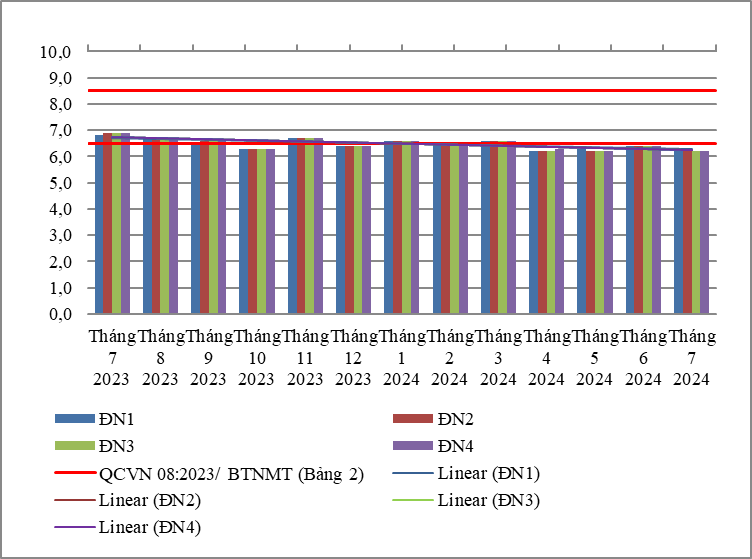 10,0
9,0
8,0
7,0
6,0
5,0
4,0
3,0
2,0
1,0
0,0
Tháng Tháng Tháng Tháng Tháng Tháng Tháng Tháng Tháng Tháng Tháng Tháng Tháng
7 8 9 10 11 12 1 2 3 4 5 6 7
2023 2023 2023 2023 2023 2023 2024 2024 2024 2024 2024 2024 2024
ĐN1 ĐN2
ĐN3 ĐN4
QCVN 08:2023/ BTNMT (Bảng 2) Linear (ĐN1)
Linear (ĐN2) Linear (ĐN3)
Linear (ĐN4)